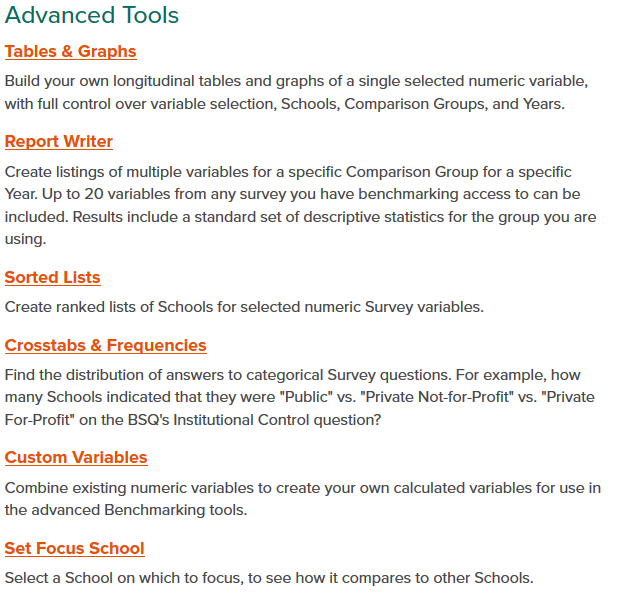 Advanced Tools
Tables & Graphs
Build your own longitudinal tables and graphs of a single selected numeric variable,
with full control over variable selection, Schools, Comparison Groups, and Years.
Report Writer
Create listings of multiple variables for a specific Comparison Group for a specific
Year. Up to 20 variables from any survey you have benchmarking access to can be
included. Results include a standard set of descriptive statistics for the group you are
using.
Sorted Lists
Create ranked lists of Schools for selected numeric Survey variables.
Crosstabs & Frequencies
Find the distribution of answers to categorical Survey questions. For example, how
many Schools indicated that they were "Public" vs. "Private Not-for-Profit" vs. "Private
For-Profit" on the BSQ's Institutional Control question?
Custom Variables
Combine existing numeric variables to create your own calculated variables for use in
the advanced Benchmarking tools.
Set Focus School
Select a School on which to focus, to see how it compares to other Schools.